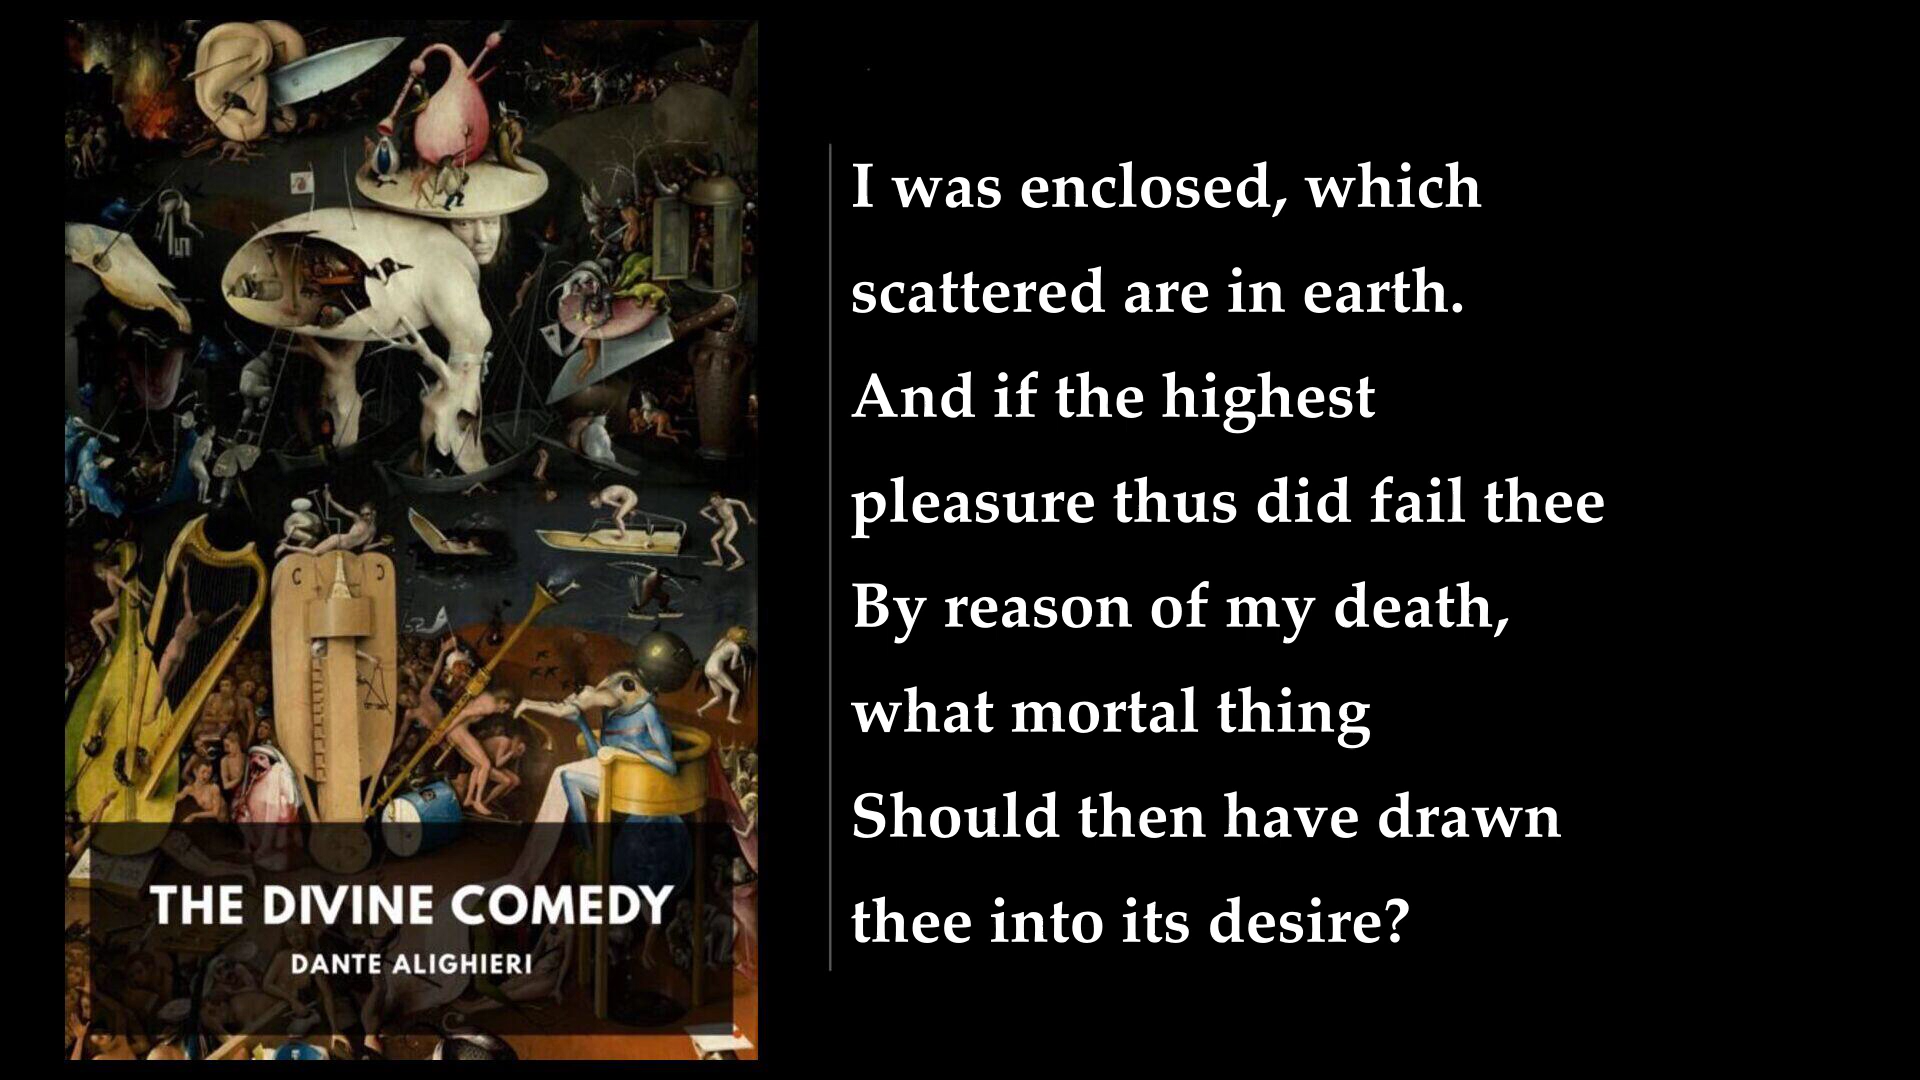 THE DIVINE COMEDY
DANTE ALIGHIERI
I was enclosed, which
scattered are in earth.
And if the highest
pleasure thus did fail thee
By reason of my death,
what mortal thing
Should then have drawn
thee into its desire?